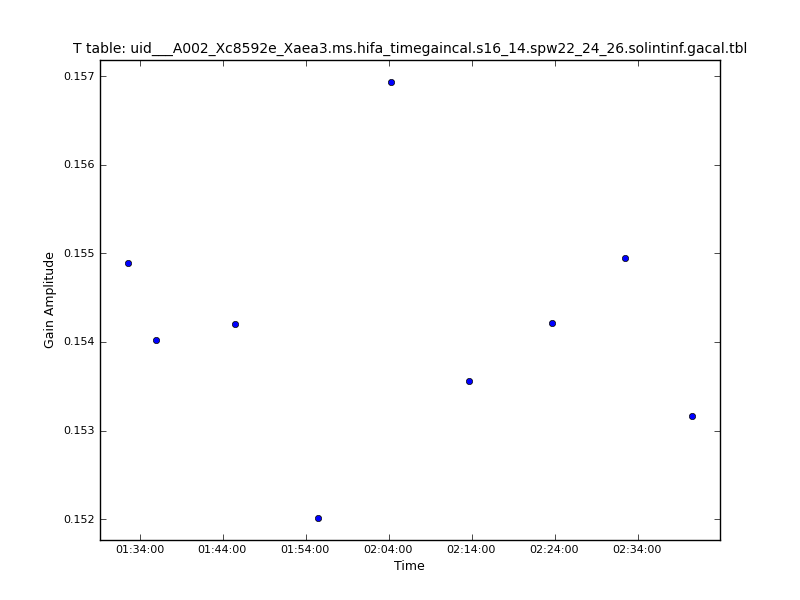 T table: uid___A002_Xc8592e_Xaea3.ms.hifa_timegaincal.s16_14.spw22_24_26.solintinf.gacal.tbl
0.157
0.156
0.155
0.154
0.153
0.152
Gain Amplitude
01:34:00 01:44:00 01:54:00 02:04:00 02:14:00 02:24:00 02:34:00
Time